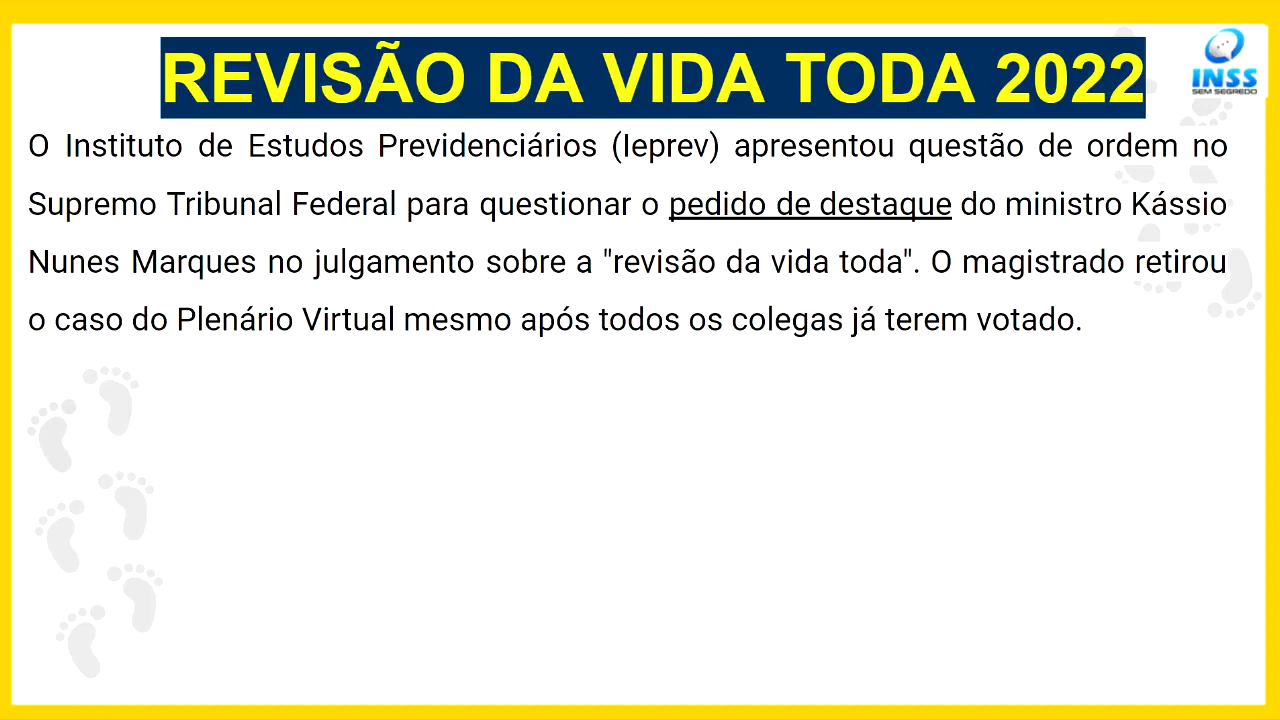 REVISÃO DA VIDA TODA 2022
INSS
SEM SEGREDO
O Instituto de Estudos Previdenciários (Ieprev) apresentou questão de ordem no
Supremo Tribunal Federal para questionar o pedido de destaque do ministro Kássio
Nunes Marques no julgamento sobre a "revisão da vida toda". O magistrado retirou
o caso do Plenário Virtual mesmo após todos os colegas já terem votado.